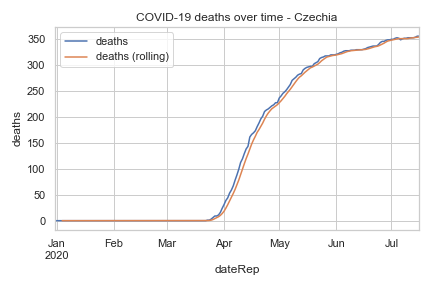 COVID-19 deaths over time - Czechia
deaths
deaths (rolling)
deaths
350
300
250
200
150
100
50
0
Jan Feb Mar Apr May Jun Jul
2020
dateRep